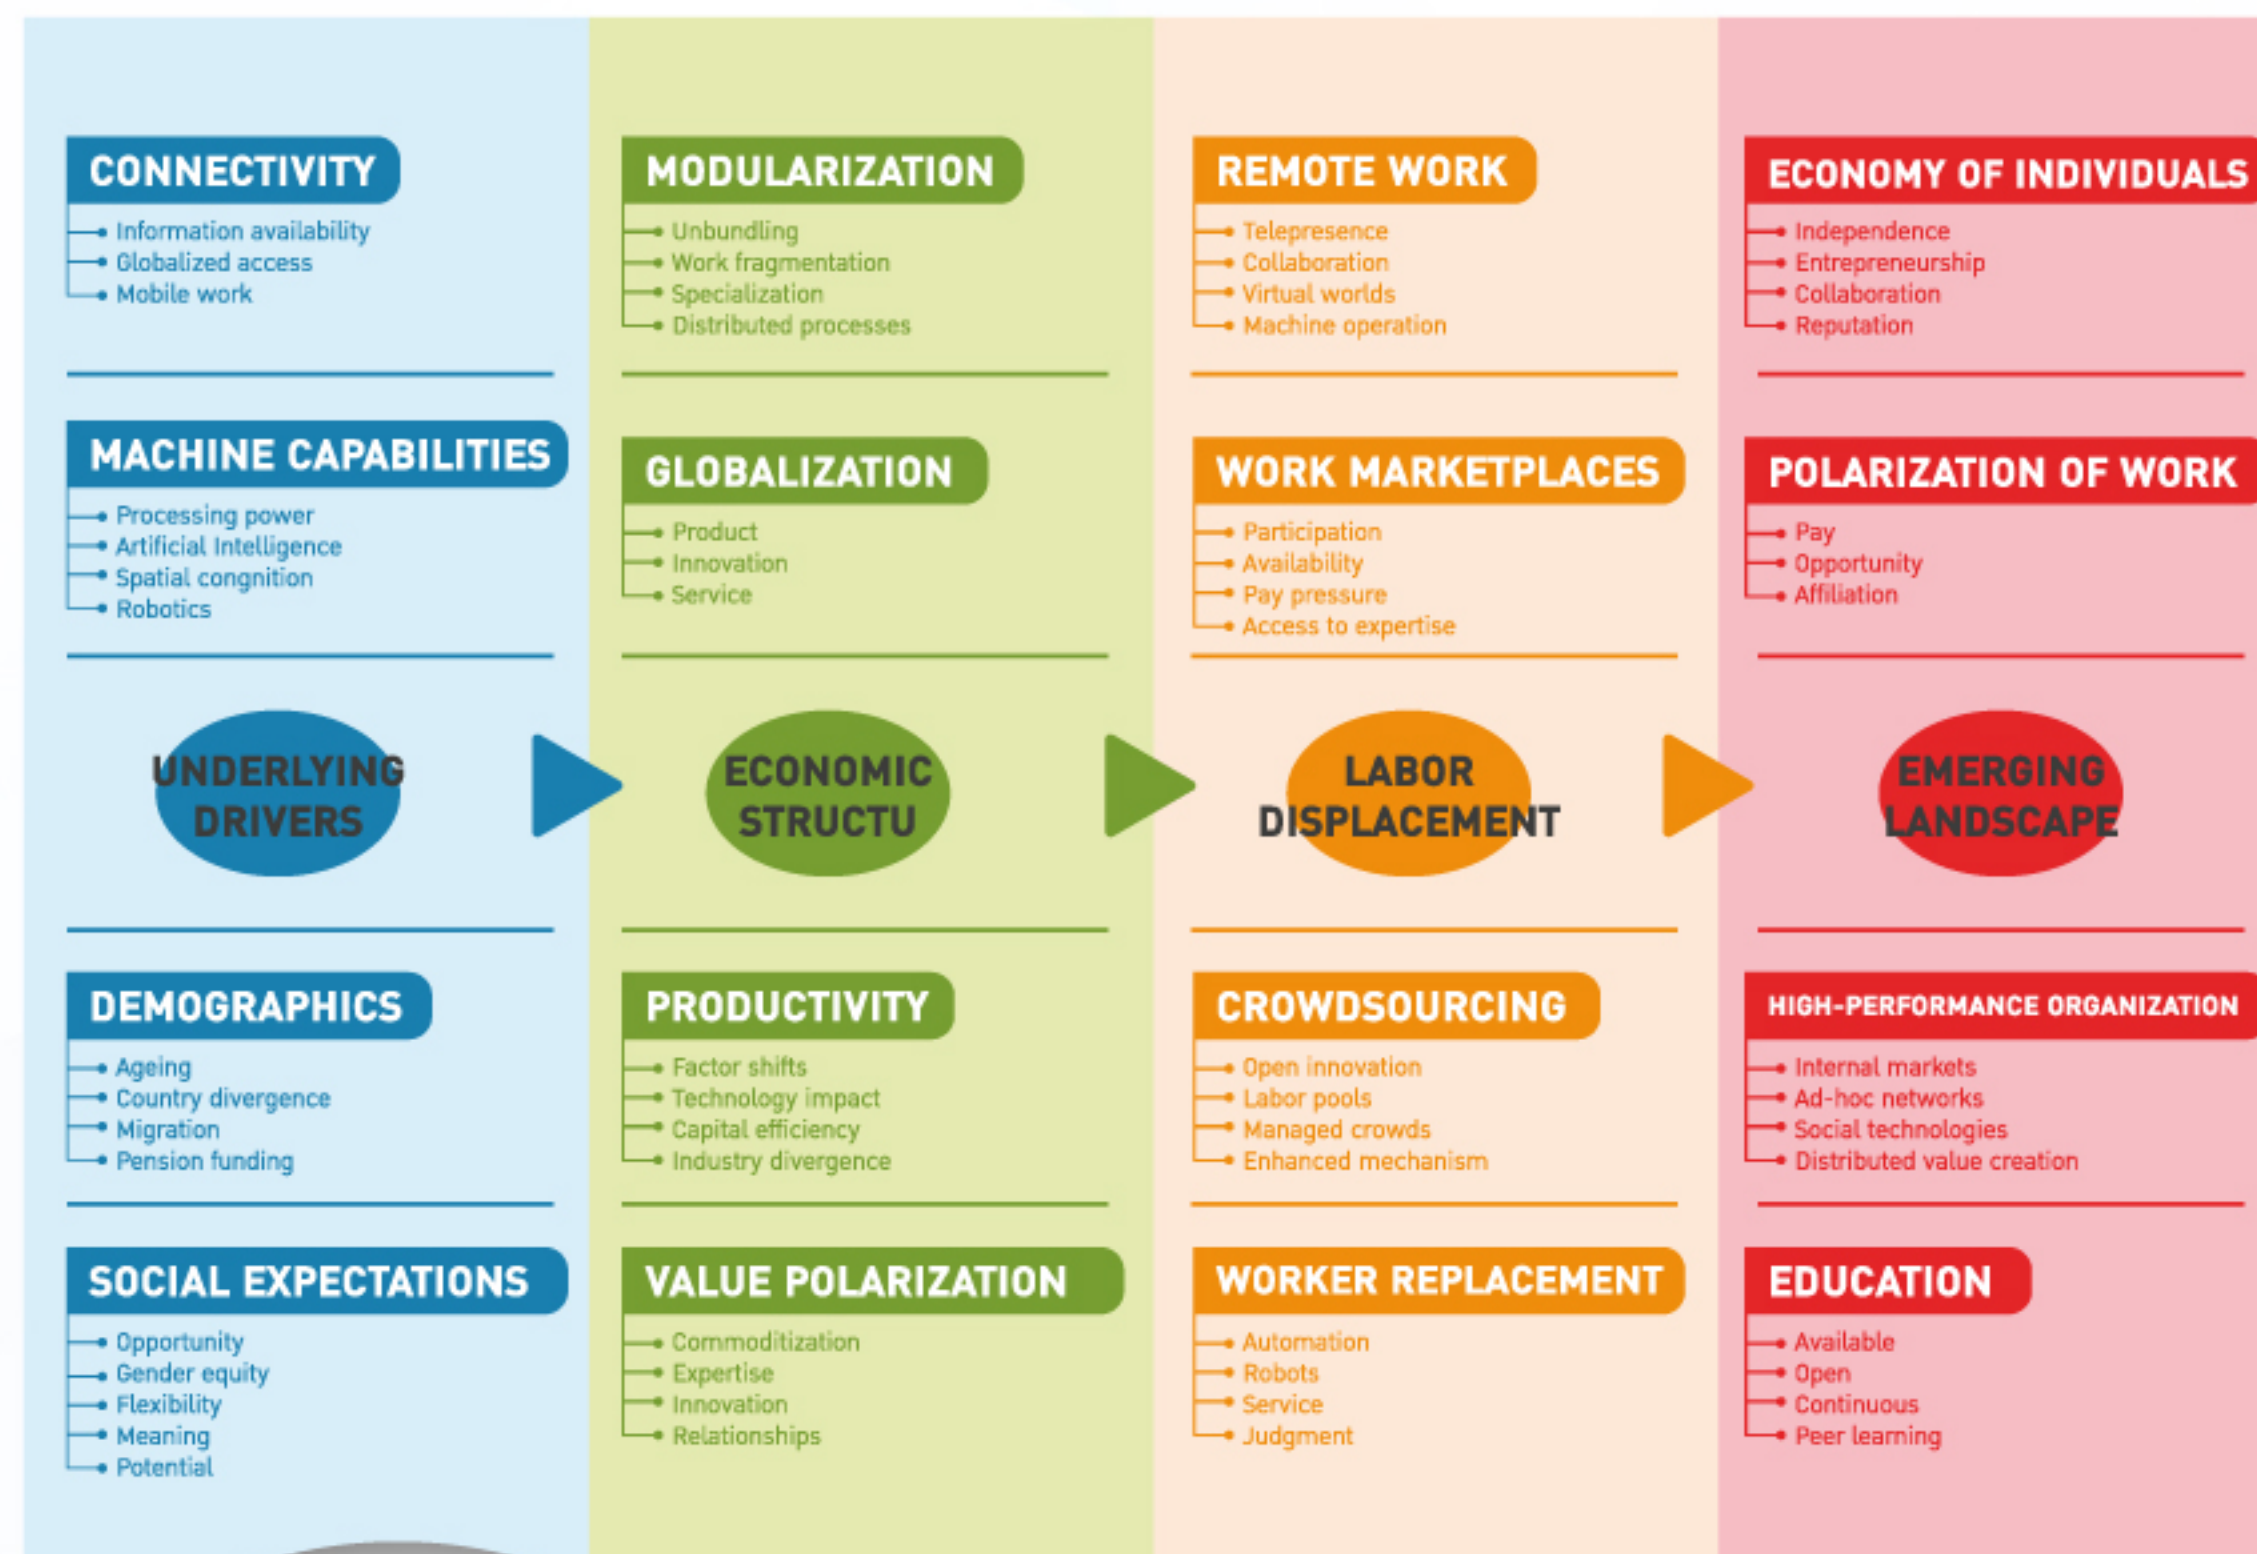 CONNECTIVITY
Information availability
Globalized access
Mobile work
MACHINE CAPABILITIES
Processing power
Artificial Intelligence
Spatial congnition
Robotics
UNDERLYING
DRIVERS
DEMOGRAPHICS
Ageing
Country divergence
Migration
Pension funding
SOCIAL EXPECTATIONS
Opportunity
Gender equity
Flexibility
Meaning
Potential
MODULARIZATION
Unbundling
Work fragmentation
Specialization
Distributed processes
GLOBALIZATION
Product
Innovation
Service
ECONOMIC
STRUCTU
PRODUCTIVITY
Factor shifts
Technology impact
Capital efficiency
Industry divergence
VALUE POLARIZATION
Commoditization
Expertise
Innovation
Relationships
REMOTE WORK
Telepresence
Collaboration
Virtual worlds
Machine operation
WORK MARKETPLACES
Participation
Availability
Pay pressure
Access to expertise
LABOR
DISPLACEMENT
CROWDSOURCING
Open innovation
Labor pools
Managed crowds
Enhanced mechanism
WORKER REPLACEMENT
Automation
Robots
Service
Judgment
ECONOMY OF INDIVIDUALS
Independence
Entrepreneurship
Collaboration
Reputation
POLARIZATION OF WORK
Pay
Opportunity
Affiliation
EMERGING
LANDSCAPE
HIGH-PERFORMANCE ORGANIZATION
Internal markets
Ad-hoc networks
Social technologies
Distributed value creation
EDUCATION
Available
Open
Continuous
Peer learning